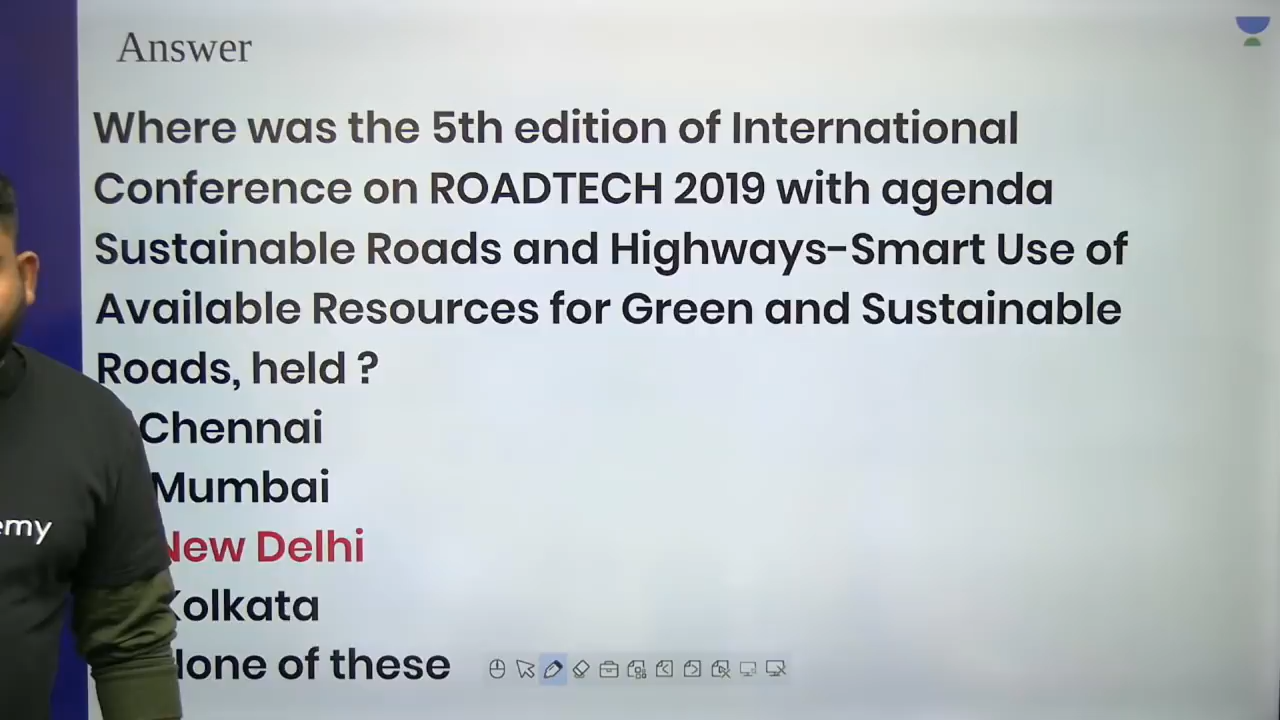 Answer
Where was the 5th edition of International
Conference on ROADTECH 2019 with agenda
Sustainable Roads and Highways-Smart Use of
Available Resources for Green and Sustainable
Roads, held ?
Chennai
Mumbai
New Delhi
Kolkata
None of these
emy